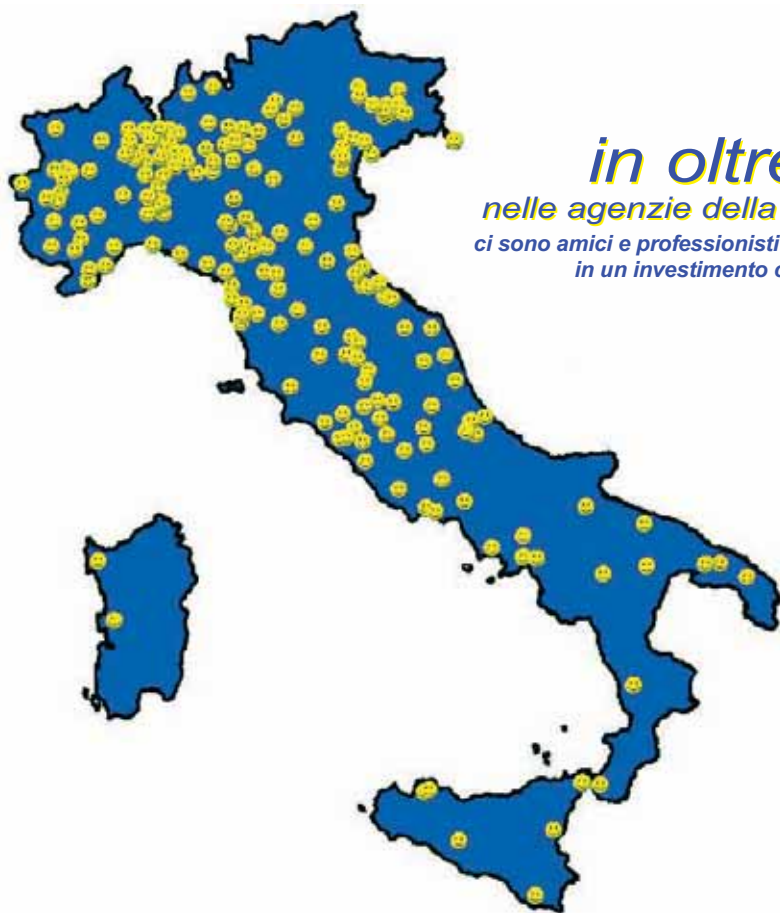 in oltre
nelle agenzie della
ci sono amici e professionisti
in un investimento